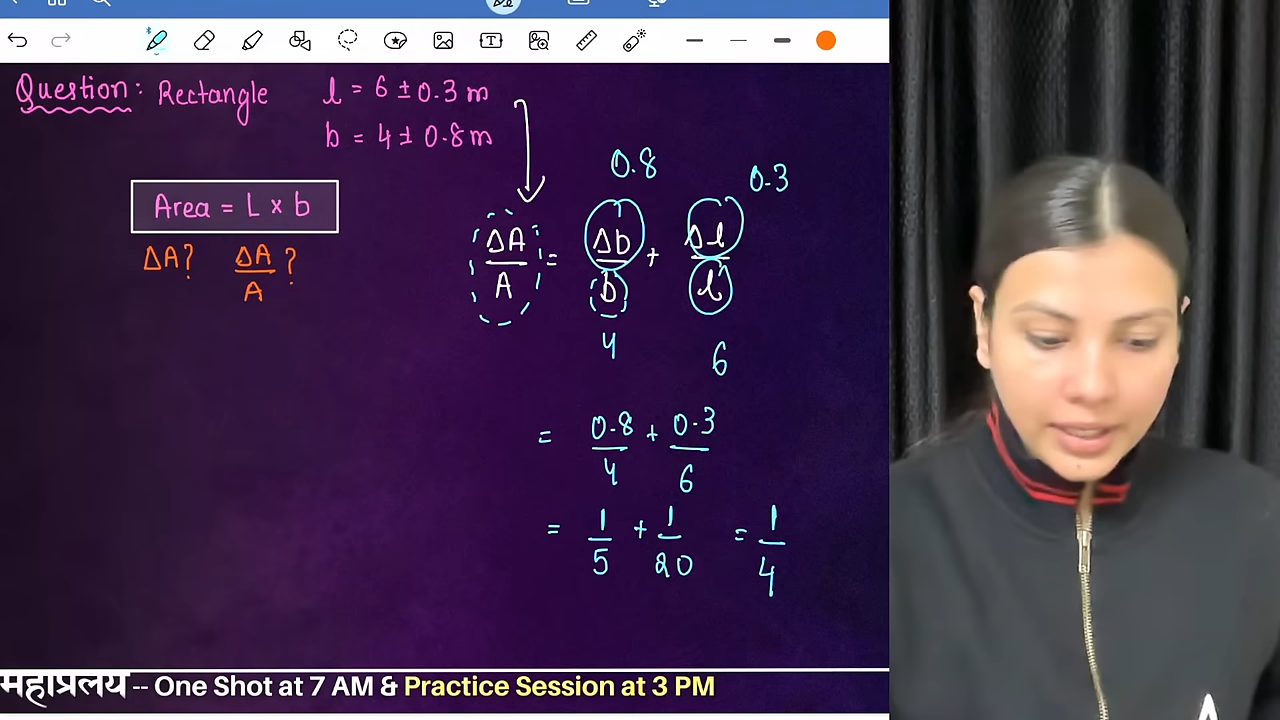 Question: Rectangle
l = 6 ± 0.3 m
b = 4 ± 0.8 m
Area = L × b
ΔA? ΔA/A ?
0.8 0.3
ΔA/A = Δb/b + Δl/l
4 6
= 0.8/4 + 0.3/6
= 1/5 + 1/20 = 1/4
महाप्रलय -- One Shot at 7 AM & Practice Session at 3 PM